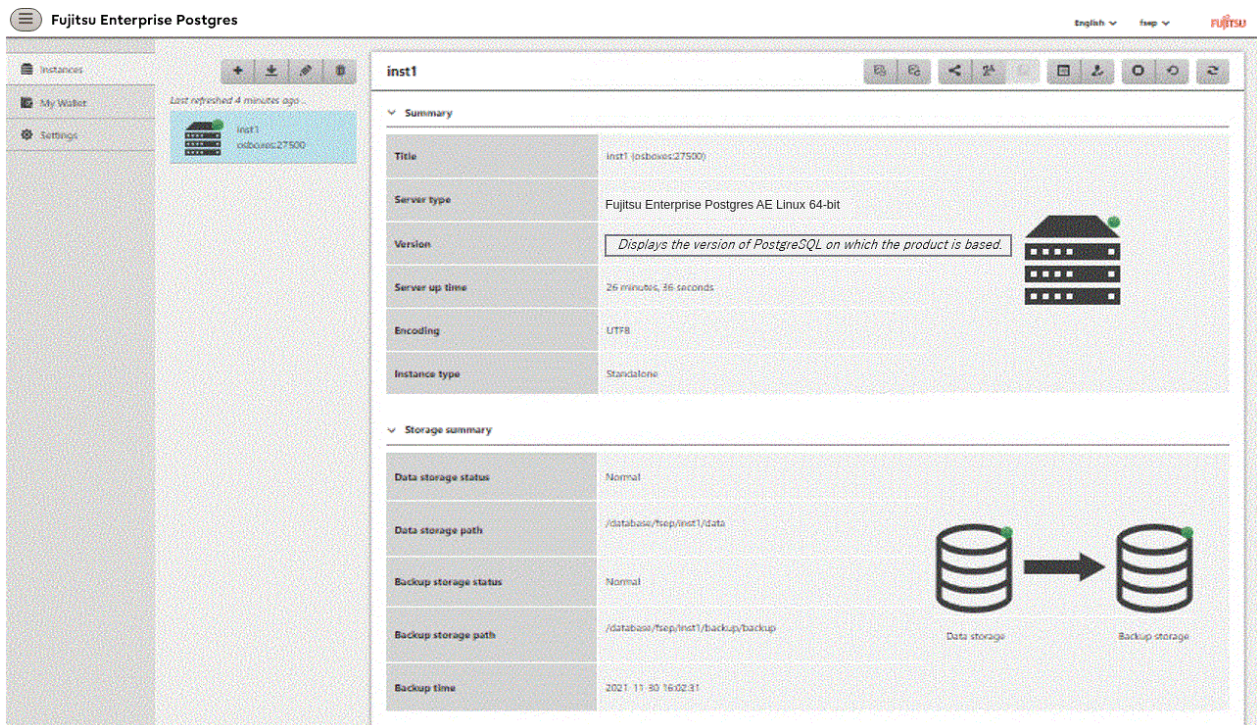 Fujitsu Enterprise Postgres
English
fsep
FUJITSU
Instances
My Wallet
Settings
Last refreshed 4 minutes ago ..
inst1
osboxes:27500
inst1
Summary
Title
inst1 (osboxes:27500)
Server type
Fujitsu Enterprise Postgres AE Linux 64-bit
Version
Displays the version of PostgreSQL on which the product is based.
Server up time
26 minutes, 36 seconds
Encoding
UTF8
Instance type
Standalone
Storage summary
Data storage status
Normal
Data storage path
/database/fsep/inst1/data
Backup storage status
Normal
Backup storage path
/database/fsep/inst1/backup/backup
Data storage
Backup storage
Backup time
2021-11-30 16:02:31